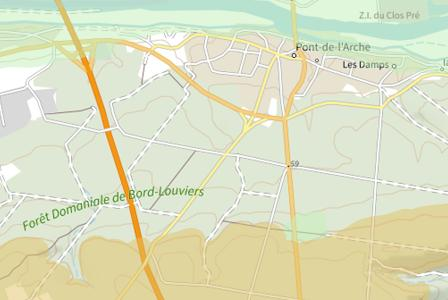 Z.I. du Clos Pré
Pont-de-l'Arche
Les Damps
59
Forêt Domaniale de Bord-Louviers